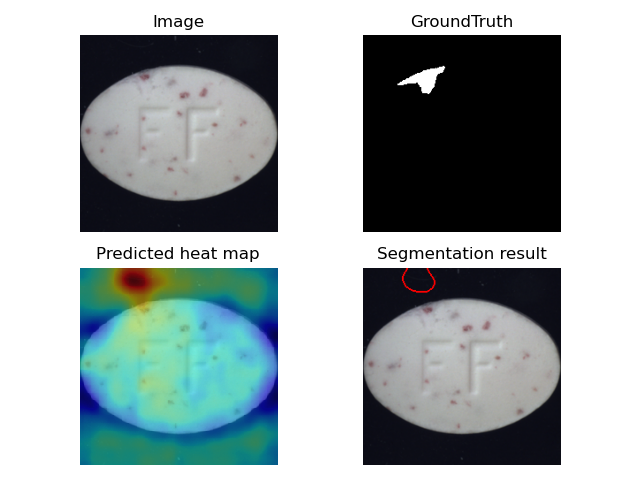 Image
GroundTruth
FF
Predicted heat map
Segmentation result
FF
FF